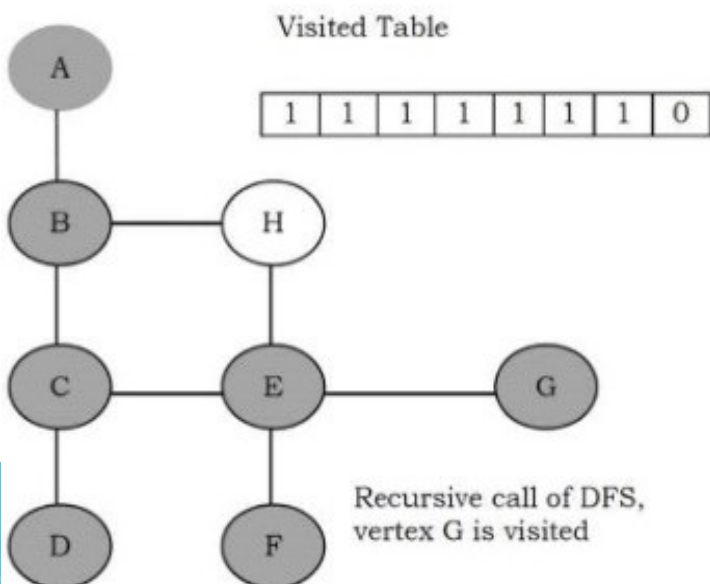 Visited Table
A
1 1 1 1 1 1 1 0
B H
C E G
Recursive call of DFS,
vertex G is visited
D F